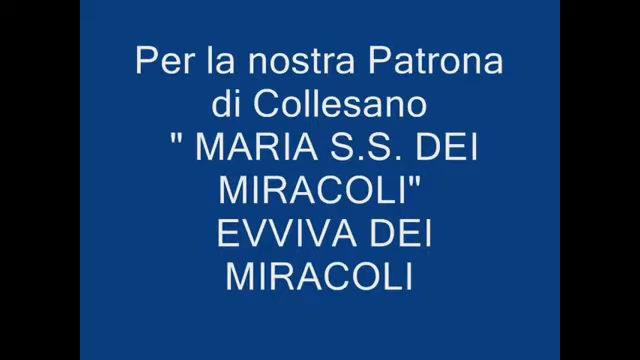 Per la nostra Patrona
di Collesano
" MARIA S.S. DEI
MIRACOLI"
EVVIVA DEI
MIRACOLI